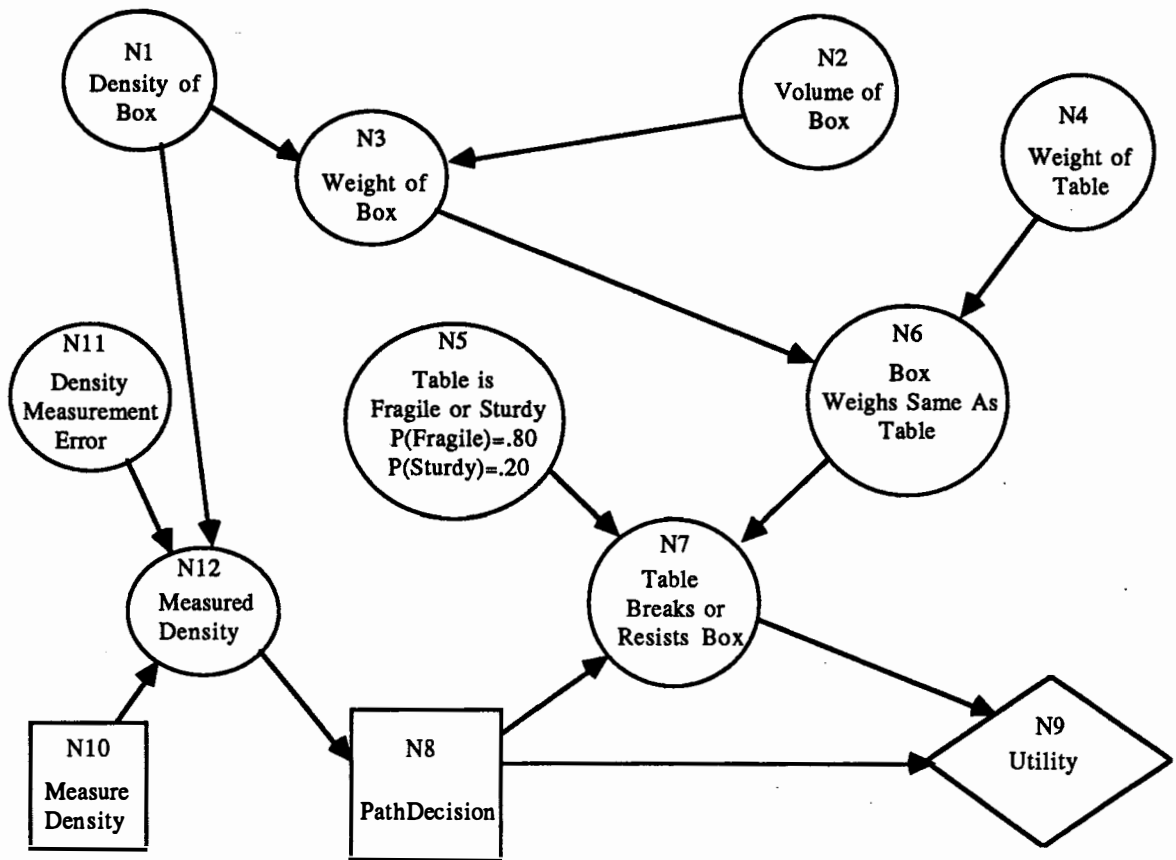 N1
Density of
Box
N2
Volume of
Box
N3
Weight of
Box
N4
Weight of
Table
N11
Density
Measurement
Error
N5
Table is
Fragile or Sturdy
P(Fragile)=.80
P(Sturdy)=.20
N6
Box
Weighs Same As
Table
N12
Measured
Density
N7
Table
Breaks or
Resists Box
N10
Measure
Density
N8
PathDecision
N9
Utility